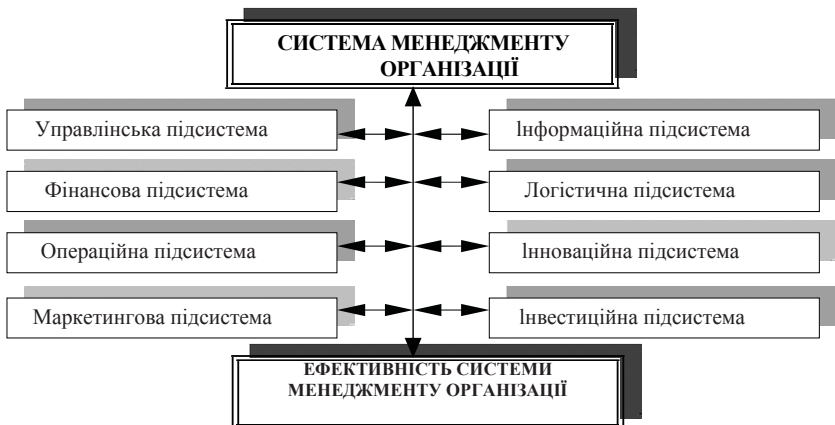 СИСТЕМА МЕНЕДЖМЕНТУ
ОРГАНІЗАЦІЇ
Управлінська підсистема
Інформаційна підсистема
Фінансова підсистема
Логістична підсистема
Операційна підсистема
Інноваційна підсистема
Маркетингова підсистема
Інвестиційна підсистема
ЕФЕКТИВНІСТЬ СИСТЕМИ
МЕНЕДЖМЕНТУ ОРГАНІЗАЦІЇ